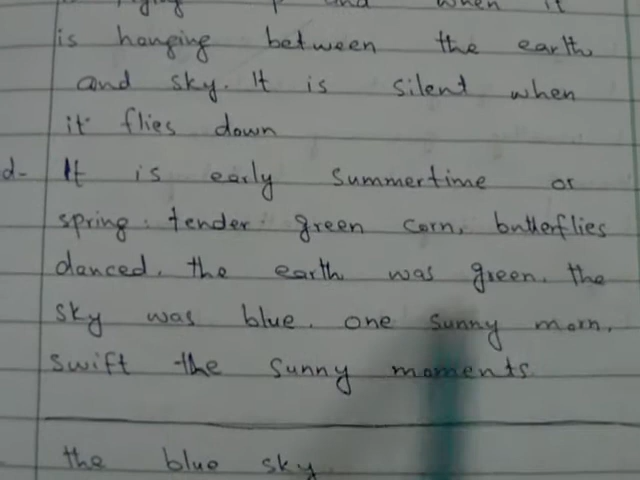 when it
is hanging between the earth
and sky. It is silent when
it flies down
d- It is early summertime or
spring. tender green corn, butterflies
danced. the earth was green. the
sky was blue. one sunny morn.
swift the sunny moments
the blue sky